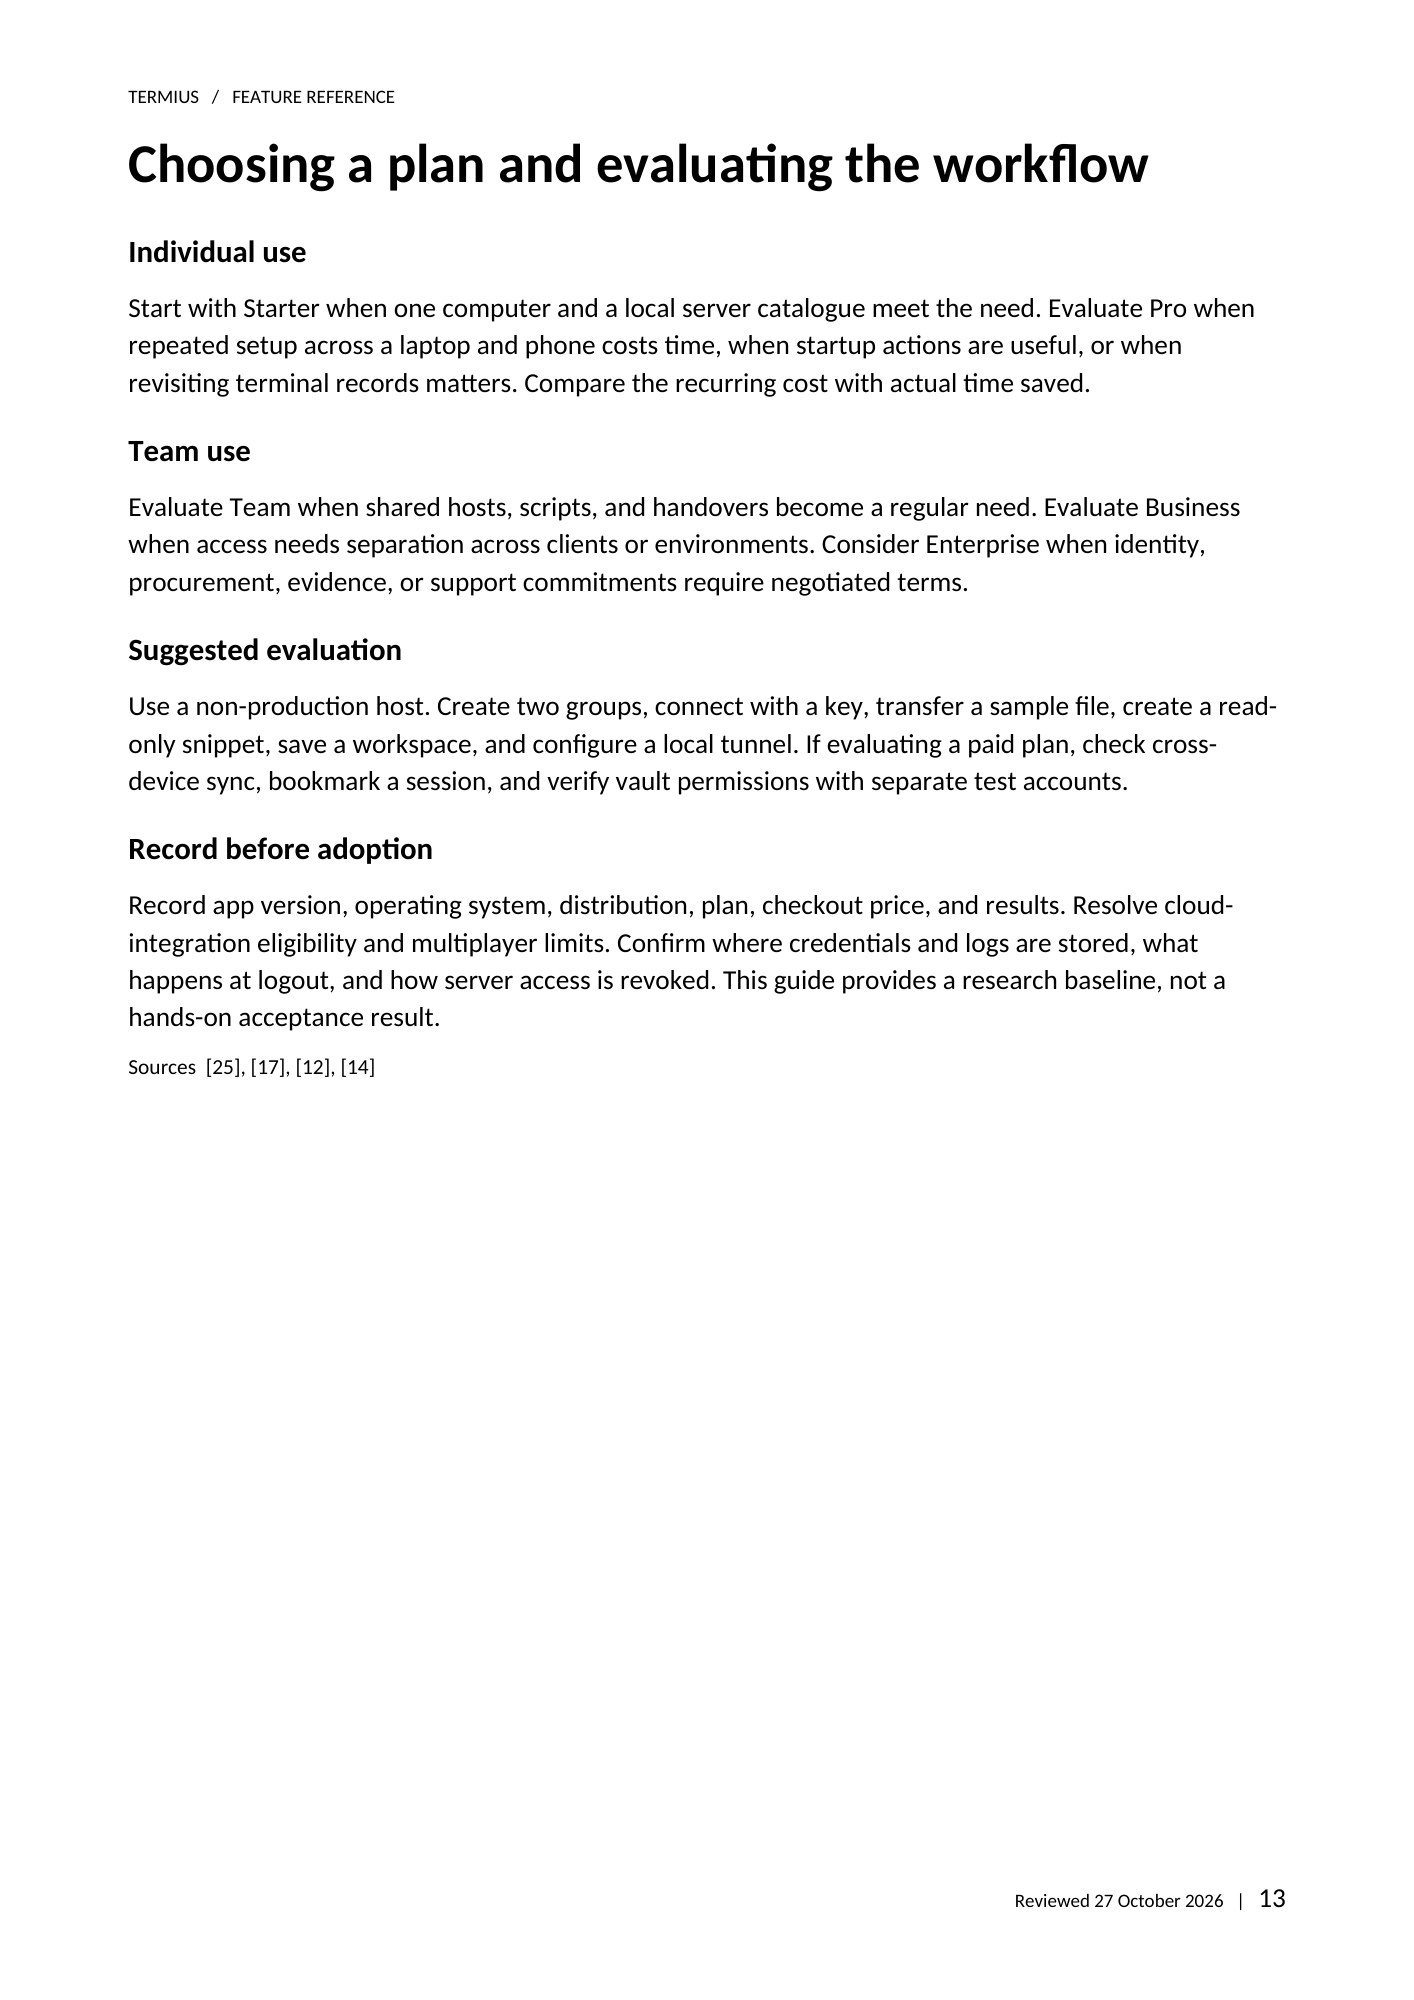 TERMIUS / FEATURE REFERENCE
Choosing a plan and evaluating the workflow
Individual use
Start with Starter when one computer and a local server catalogue meet the need. Evaluate Pro when
repeated setup across a laptop and phone costs time, when startup actions are useful, or when
revisiting terminal records matters. Compare the recurring cost with actual time saved.
Team use
Evaluate Team when shared hosts, scripts, and handovers become a regular need. Evaluate Business
when access needs separation across clients or environments. Consider Enterprise when identity,
procurement, evidence, or support commitments require negotiated terms.
Suggested evaluation
Use a non-production host. Create two groups, connect with a key, transfer a sample file, create a read-
only snippet, save a workspace, and configure a local tunnel. If evaluating a paid plan, check cross-
device sync, bookmark a session, and verify vault permissions with separate test accounts.
Record before adoption
Record app version, operating system, distribution, plan, checkout price, and results. Resolve cloud-
integration eligibility and multiplayer limits. Confirm where credentials and logs are stored, what
happens at logout, and how server access is revoked. This guide provides a research baseline, not a
hands-on acceptance result.
Sources [25], [17], [12], [14]
Reviewed 27 October 2026 | 13